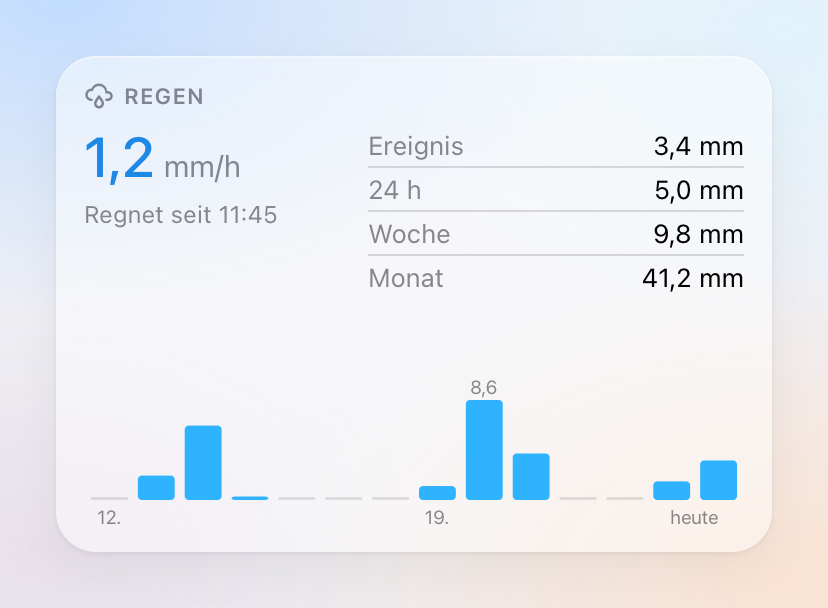 REGEN
1,2 mm/h
Regnet seit 11:45
Ereignis 3,4 mm
24 h 5,0 mm
Woche 9,8 mm
Monat 41,2 mm
8,6
12. 19. heute